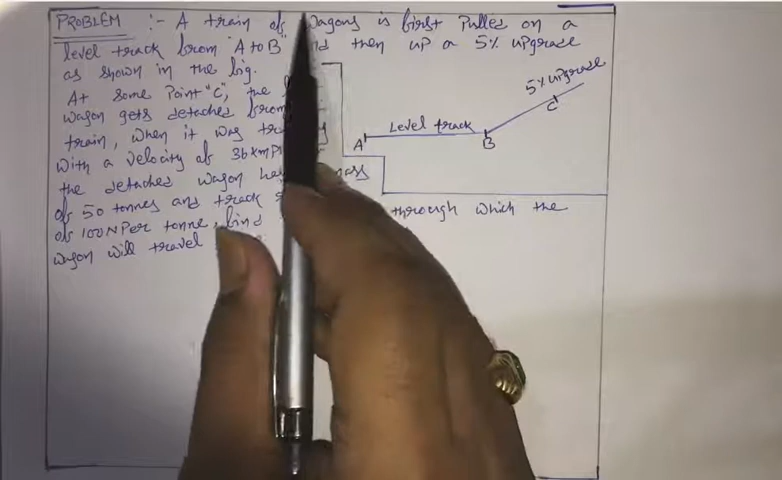 PROBLEM :- A train of wagons is first pulled on a
level track from "A to B" and then up a 5% upgrade
as shown in the fig.
At some Point "C", the
wagon gets detached from
train, when it was
with a velocity of 36 kmph
the detached wagon mass
of 50 tonnes and track
of 100N Per tonne, find through which the
wagon will travel
A
Level track
B
C
5% upgrade